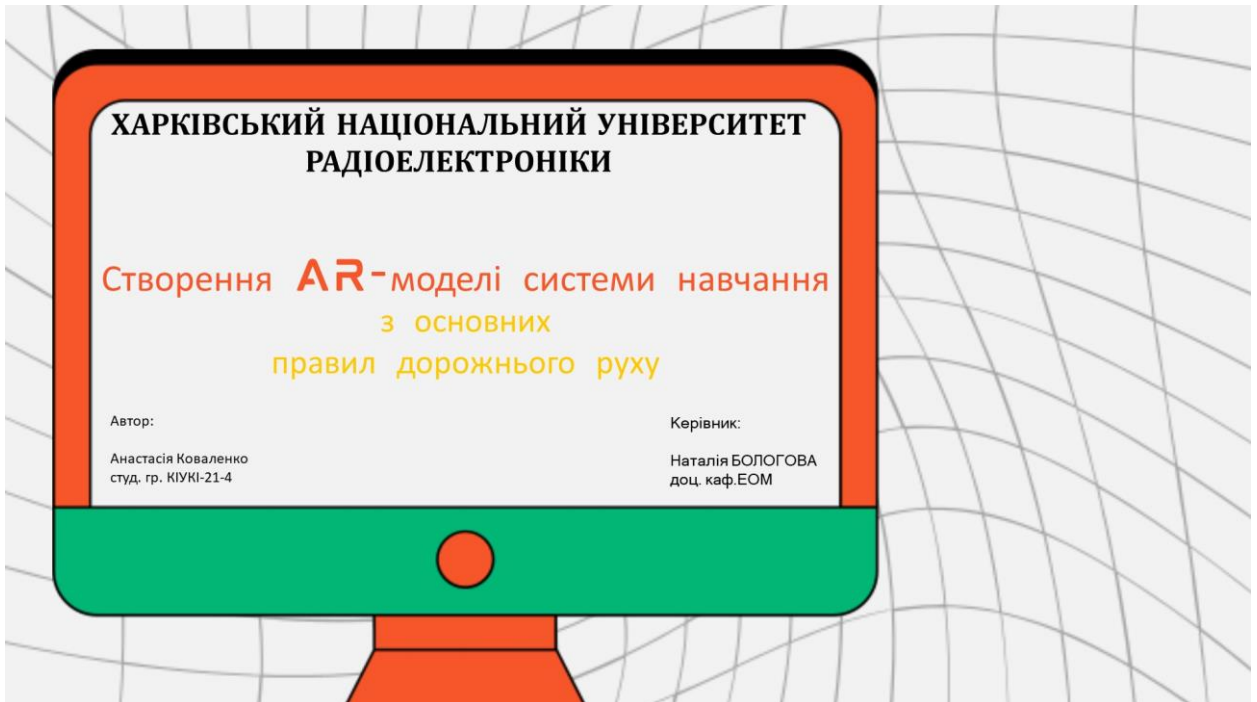 ХАРКІВСЬКИЙ НАЦІОНАЛЬНИЙ УНІВЕРСИТЕТ
РАДІОЕЛЕКТРОНІКИ
Створення AR-моделі системи навчання
з основних
правил дорожнього руху
Автор:
Анастасія Коваленко
студ. гр. КІУКІ-21-4
Керівник:
Наталія БОЛОГОВА
доц. каф.ЕОМ